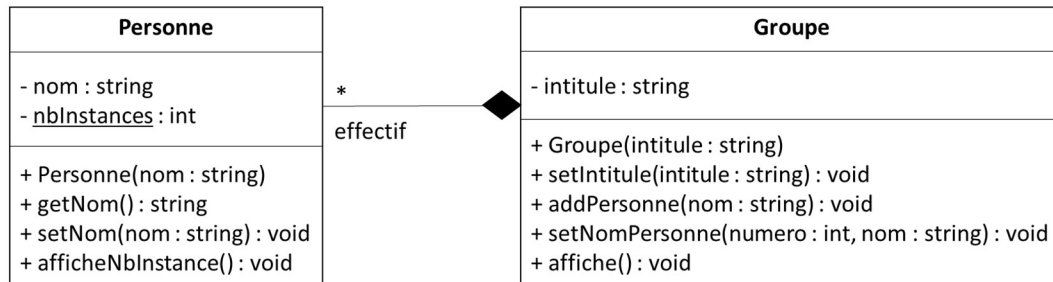 Personne
- nom : string
- nbInstances : int
+ Personne(nom : string)
+ getNom() : string
+ setNom(nom : string) : void
+ afficheNbInstance() : void
*
effectif
Groupe
- intitule : string
+ Groupe(intitule : string)
+ setIntitule(intitule : string) : void
+ addPersonne(nom : string) : void
+ setNomPersonne(numero : int, nom : string) : void
+ affiche() : void